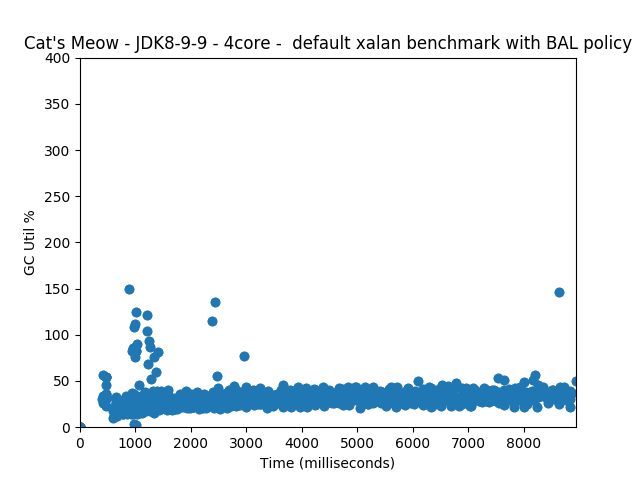 Cat's Meow - JDK8-9-9 - 4core -  default xalan benchmark with BAL policy
400
350
300
250
200
150
100
50
0
GC Util %
0 1000 2000 3000 4000 5000 6000 7000 8000
Time (milliseconds)